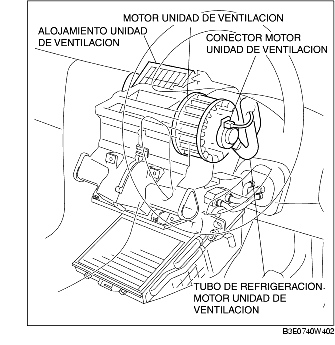 MOTOR UNIDAD DE VENTILACION
ALOJAMIENTO UNIDAD
DE VENTILACION
CONECTOR MOTOR
UNIDAD DE VENTILACION
TUBO DE REFRIGERACION
MOTOR UNIDAD DE
VENTILACION
B3E0740W402